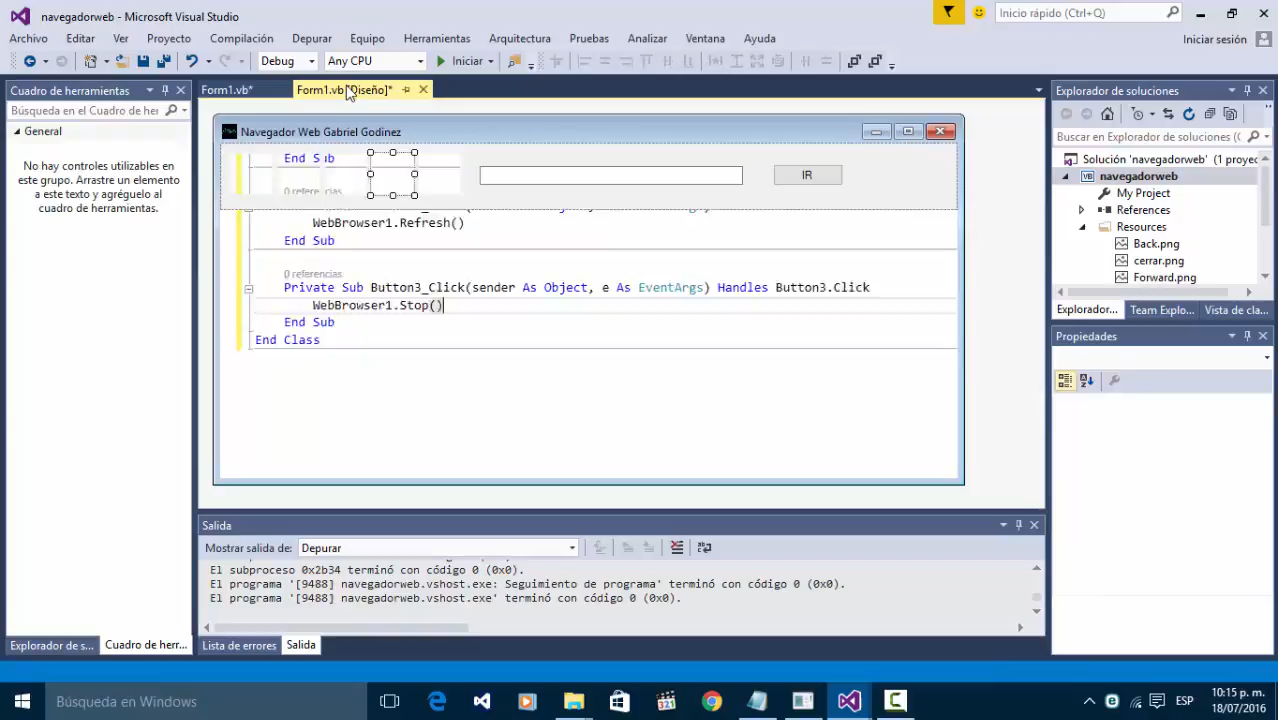 navegadorweb - Microsoft Visual Studio
Inicio rápido (Ctrl+Q)
Archivo Editar Ver Proyecto Compilación Depurar Equipo Herramientas Arquitectura Pruebas Analizar Ventana Ayuda
Iniciar sesión
Debug Any CPU Iniciar
Cuadro de herramientas
Búsqueda en el Cuadro de her
General
No hay controles utilizables en
este grupo. Arrastre un elemento
a este texto y agréguelo al
cuadro de herramientas.
Explorador de s... Cuadro de herr...
Form1.vb* Form1.vb [Diseño]*
Navegador Web Gabriel Godinez
End Sub
IR
0 referencias
WebBrowser1.Refresh()
End Sub
0 referencias
Private Sub Button3_Click(sender As Object, e As EventArgs) Handles Button3.Click
WebBrowser1.Stop()
End Sub
End Class
Salida
Mostrar salida de: Depurar
El subproceso 0x2b34 terminó con código 0 (0x0).
El programa '[9488] navegadorweb.vshost.exe: Seguimiento de programa' terminó con código 0 (0x0).
El programa '[9488] navegadorweb.vshost.exe' terminó con código 0 (0x0).
Lista de errores Salida
Explorador de soluciones
Buscar en Explorador de soluciones (C
Solución 'navegadorweb' (1 proyec
navegadorweb
My Project
References
Resources
Back.png
cerrar.png
Forward.png
Explorador... Team Explo... Vista de cla...
Propiedades
Búsqueda en Windows
321
ESP
10:15 p. m.
18/07/2016